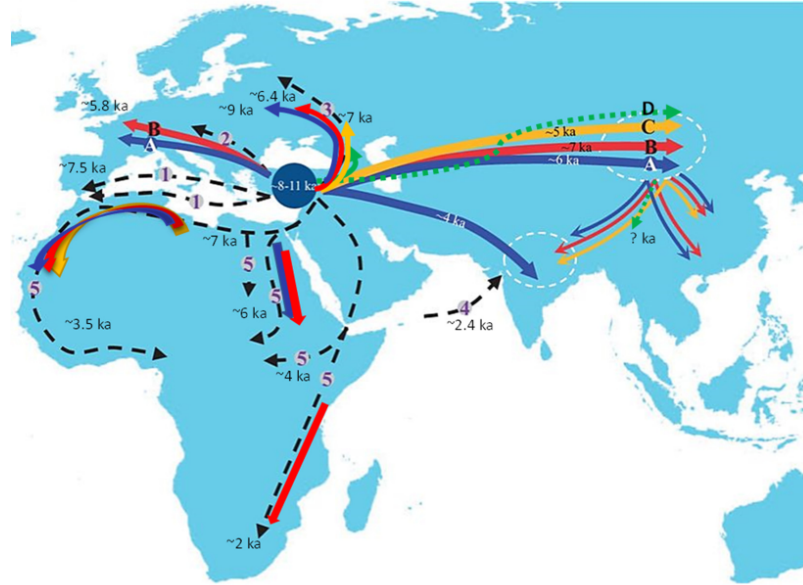 D
~6.4 ka
C
~5.8 ka
~9 ka
3
~7 ka
~5 ka
B
2
B
~7 ka
A
A
~6 ka
~7.5 ka
1
~8-11 ka
1
~4 ka
~7 ka
? ka
5
5
5
4
~6 ka
~2.4 ka
~3.5 ka
5
~4 ka
5
~2 ka